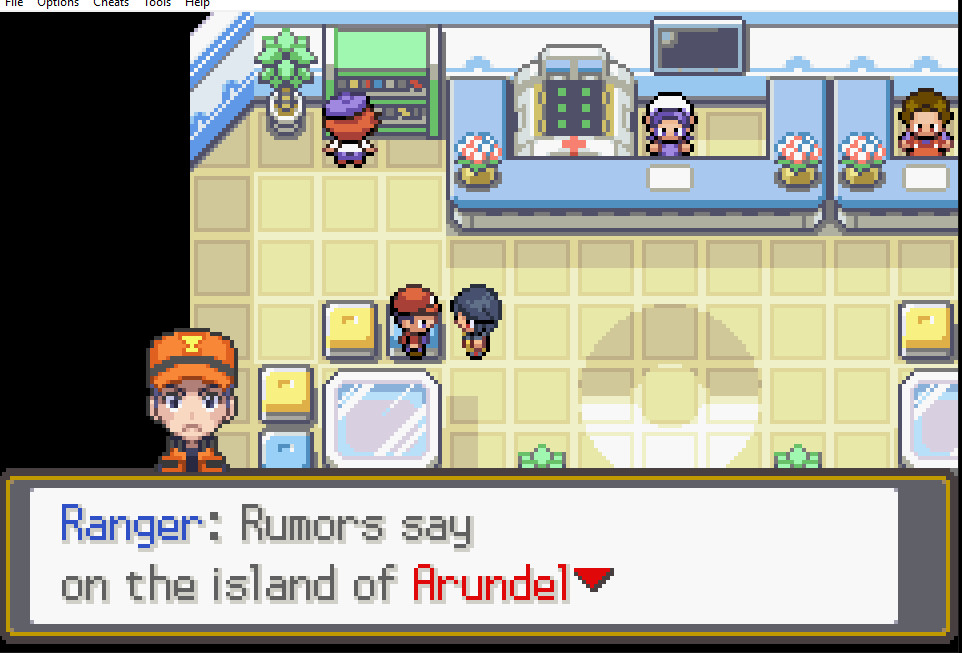 File Options Cheats Tools Help
Ranger: Rumors say
on the island of Arundel